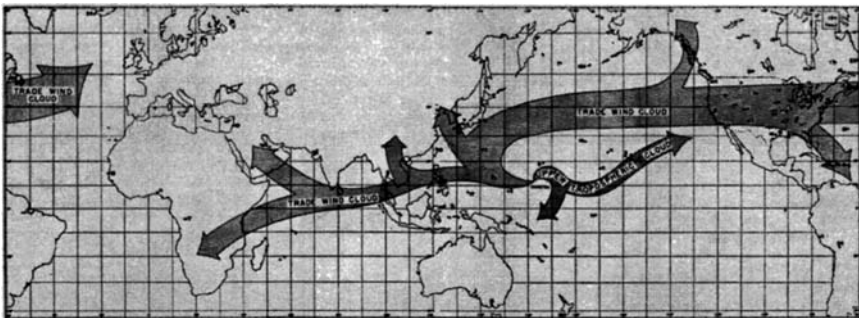 TRADE WIND
CLOUD
TRADE WIND CLOUD
TRADE WIND CLOUD
UPPER TROPOSPHERIC CLOUD